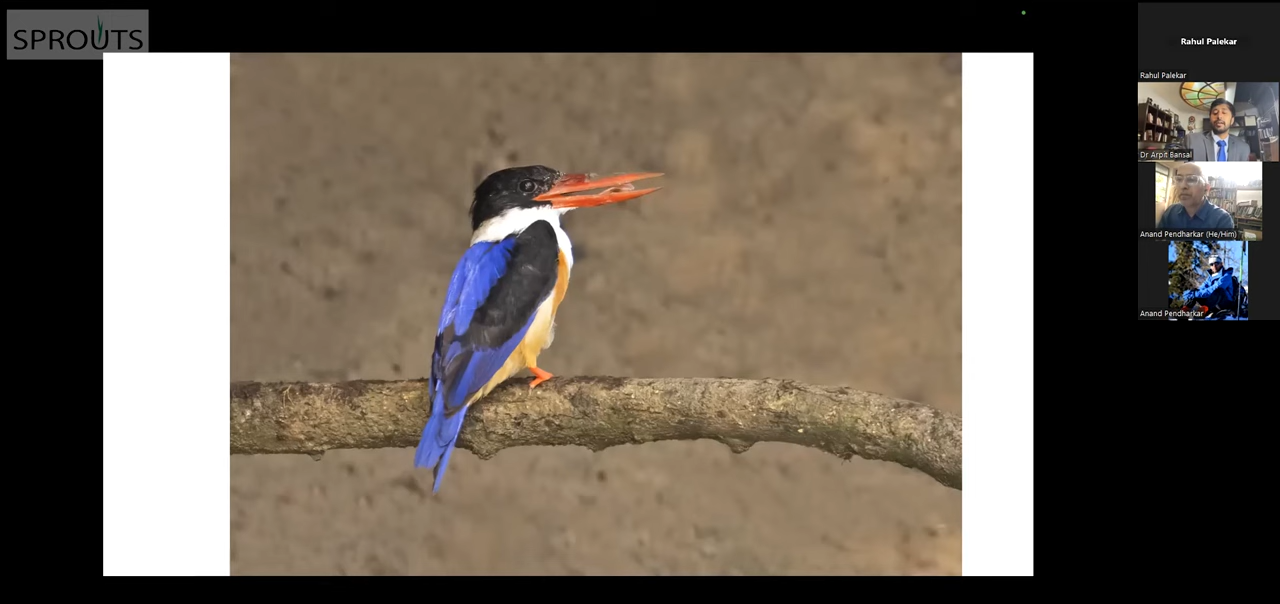 SPROUTS
Rahul Palekar
Rahul Palekar
Dr Arpit Bansal
Anand Pendharkar (He/Him)
Anand Pendharkar